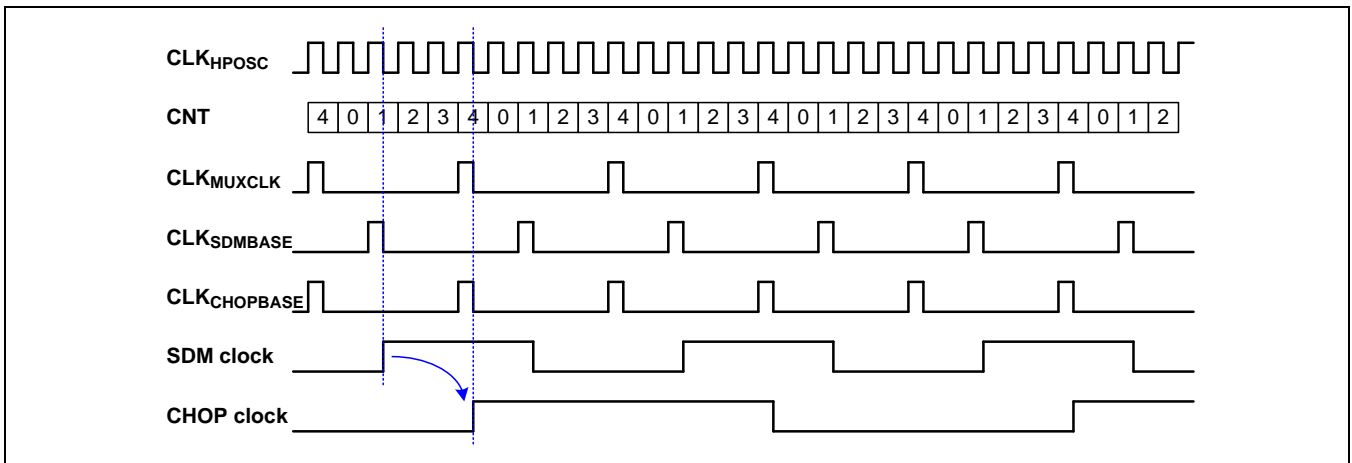 CLKHPOSC
CNT 4 0 1 2 3 4 0 1 2 3 4 0 1 2 3 4 0 1 2 3 4 0 1 2 3 4 0 1 2
CLKMUXCLK
CLKSDMBASE
CLKCHOPBASE
SDM clock
CHOP clock